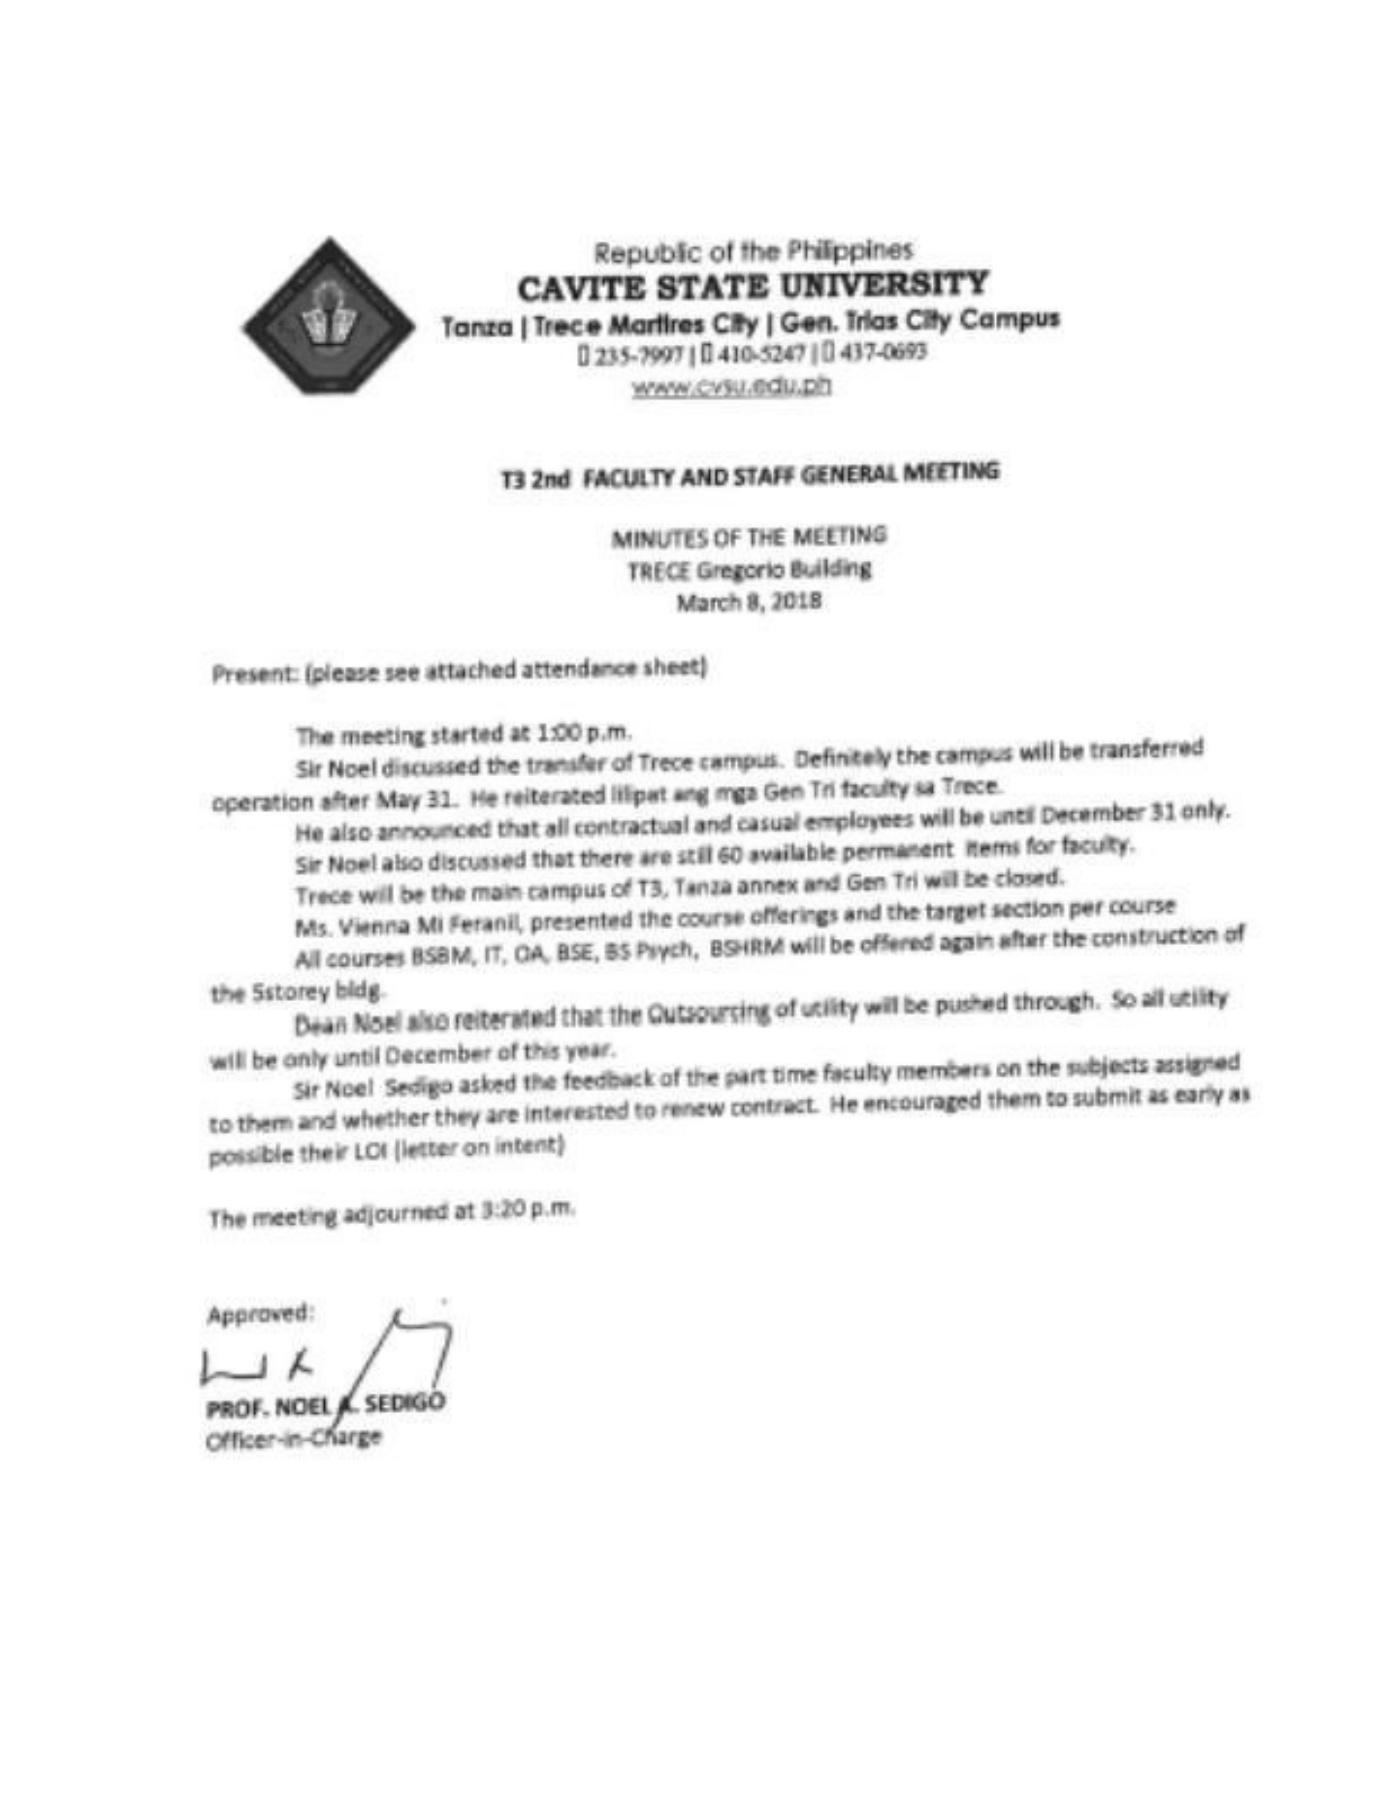 Republic of the Philippines
CAVITE STATE UNIVERSITY
Tanza | Trece Martires City | Gen. Trias City Campus
235-7997 | 410-5247 | 437-0693
www.cvsu.edu.ph
T3 2nd FACULTY AND STAFF GENERAL MEETING
MINUTES OF THE MEETING
TRECE Gregorio Building
March 8, 2018
Present: (please see attached attendance sheet)
The meeting started at 1:00 p.m.
Sir Noel discussed the transfer of Trece campus. Definitely the campus will be transferred
operation after May 31. He reiterated lilipat ang mga Gen Tri faculty sa Trece.
He also announced that all contractual and casual employees will be until December 31 only.
Sir Noel also discussed that there are still 60 available permanent items for faculty.
Trece will be the main campus of T3, Tanza annex and Gen Tri will be closed.
Ms. Vienna Mi Feranil, presented the course offerings and the target section per course
All courses BSBM, IT, OA, BSE, BS Psych, BSHRM will be offered again after the construction of
the 5storey bldg.
Dean Noel also reiterated that the Outsourcing of utility will be pushed through. So all utility
will be only until December of this year.
Sir Noel Sedigo asked the feedback of the part time faculty members on the subjects assigned
to them and whether they are interested to renew contract. He encouraged them to submit as early as
possible their LOI (letter on intent)
The meeting adjourned at 3:20 p.m.
Approved:
PROF. NOEL A. SEDIGO
Officer-in-Charge